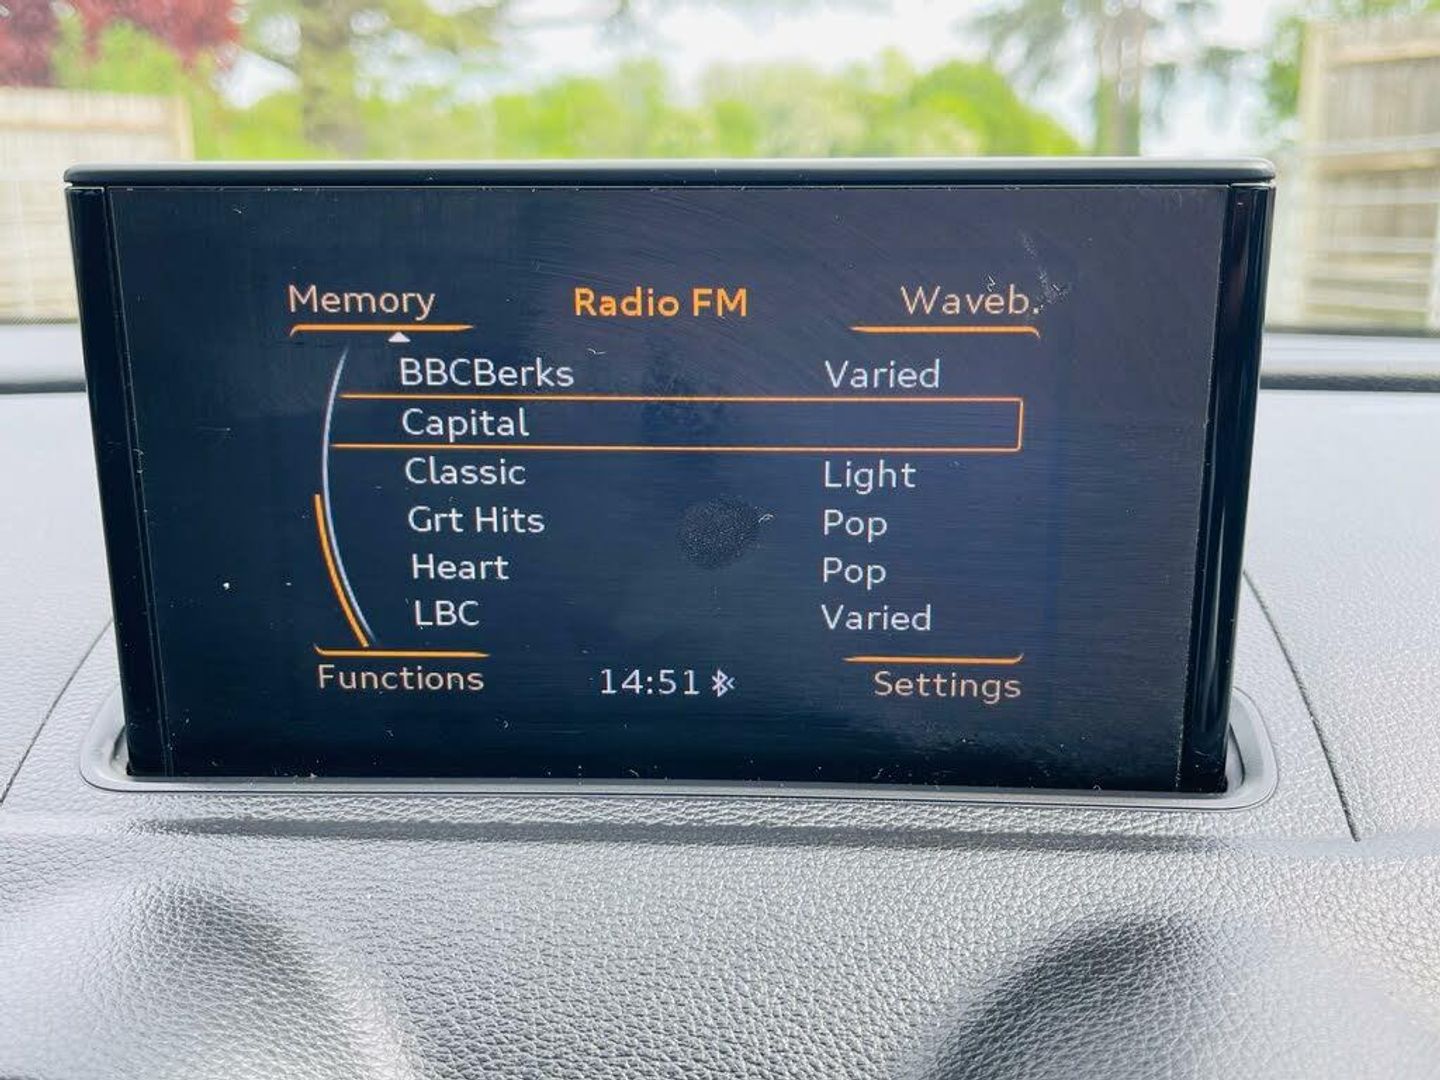 Memory Radio FM Waveb.
BBCBerks Varied
Capital
Classic Light
Grt Hits Pop
Heart Pop
LBC Varied
Functions 14:51 Settings